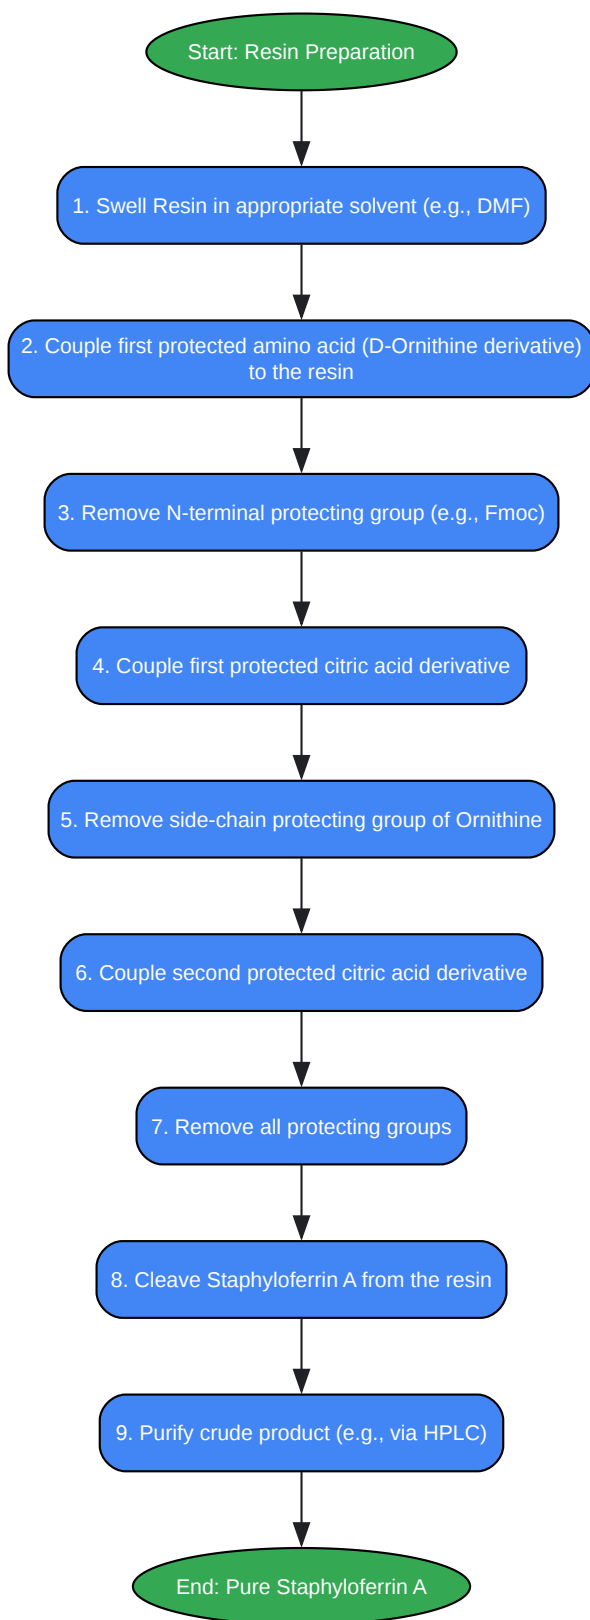 Start: Resin Preparation
1. Swell Resin in appropriate solvent (e.g., DMF)
2. Couple first protected amino acid (D-Ornithine derivative)
to the resin
3. Remove N-terminal protecting group (e.g., Fmoc)
4. Couple first protected citric acid derivative
5. Remove side-chain protecting group of Ornithine
6. Couple second protected citric acid derivative
7. Remove all protecting groups
8. Cleave Staphyloferrin A from the resin
9. Purify crude product (e.g., via HPLC)
End: Pure Staphyloferrin A